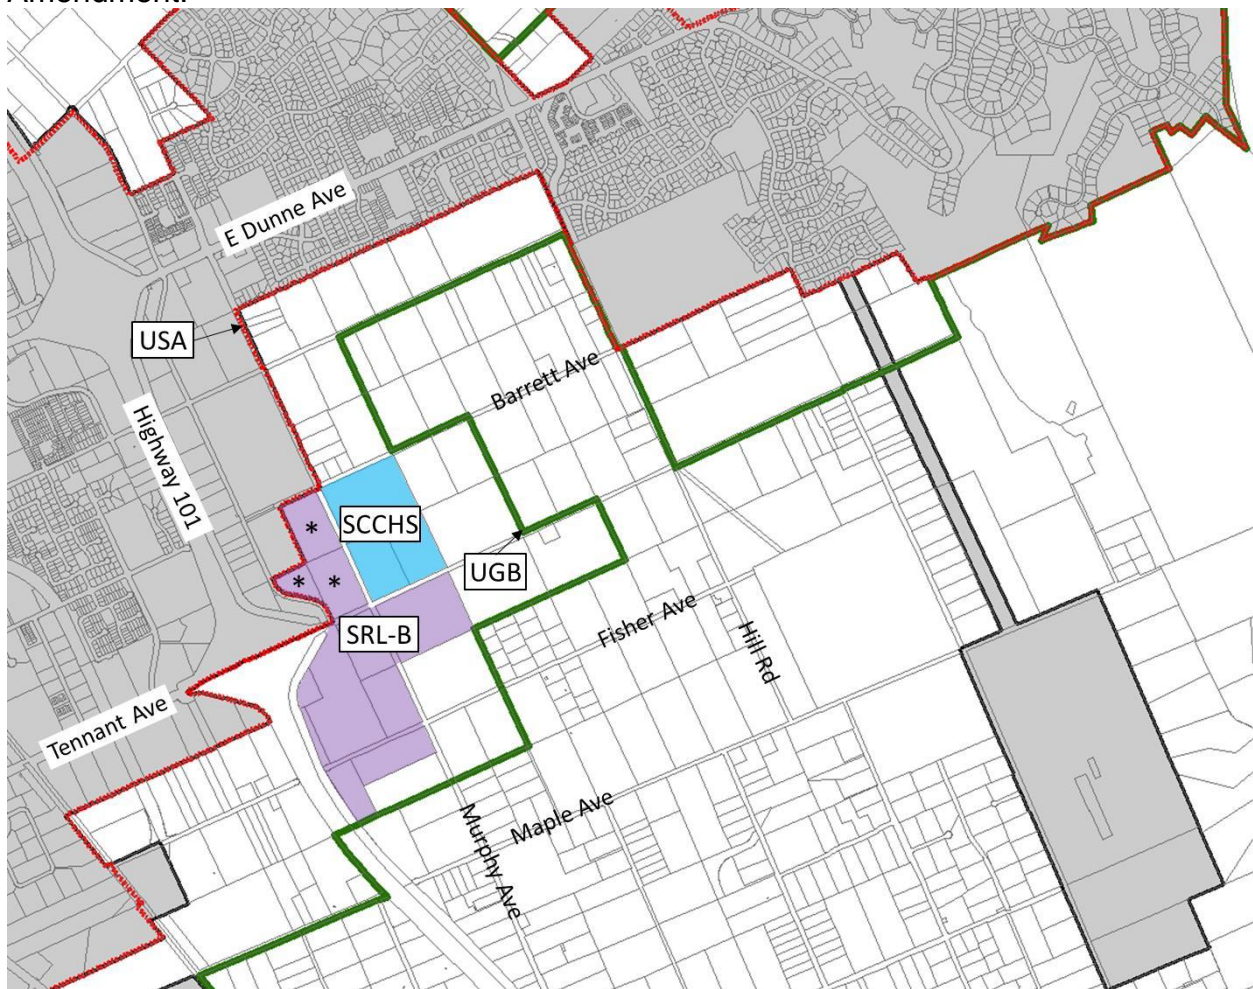 Amendment.
E Dunne Ave
USA
Barrett Ave
Highway 101
*
SCCHS
* *
UGB
SRL-B
Fisher Ave
Hill Rd
Tennant Ave
Maple Ave
Murphy Ave